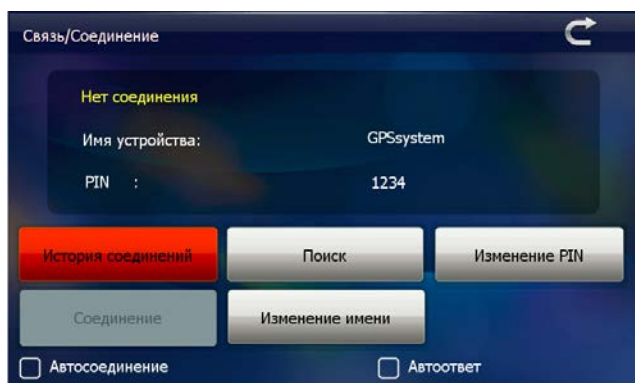 Связь/Соединение
Нет соединения
Имя устройства: GPSsystem
PIN : 1234
История соединений Поиск Изменение PIN
Соединение Изменение имени
Автосоединение Автоответ